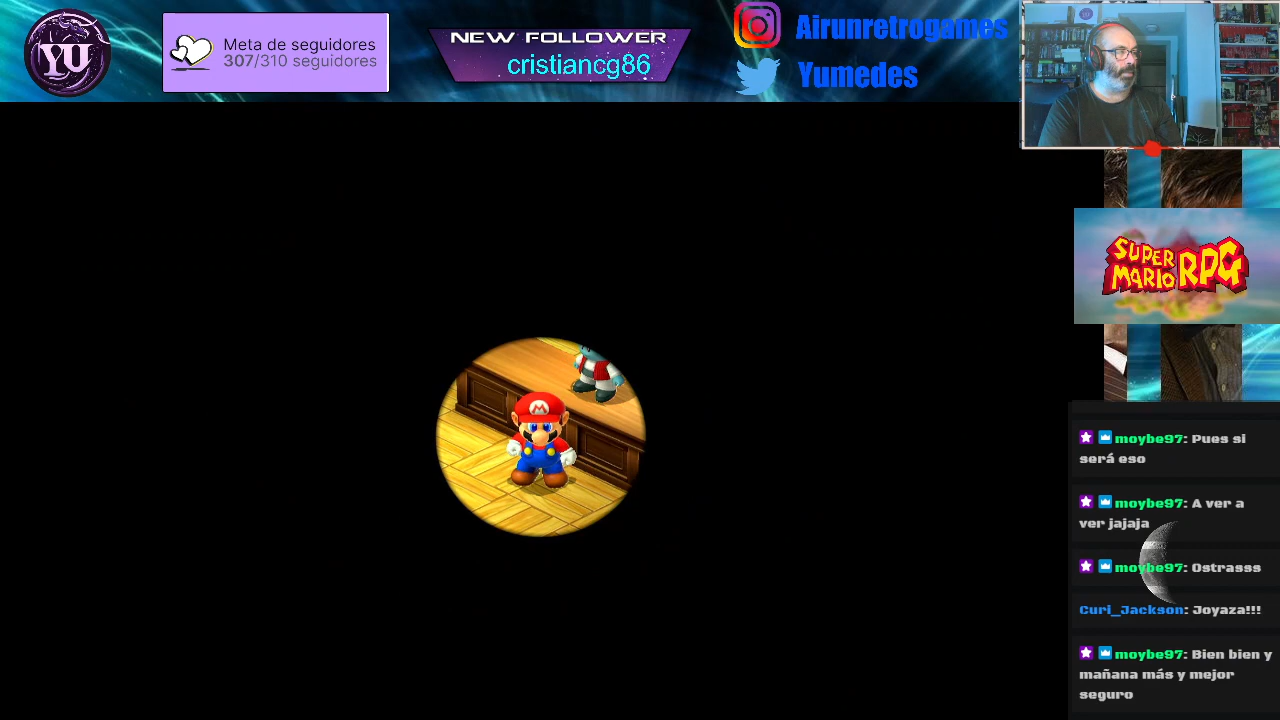 YU
Meta de seguidores
307/310 seguidores
NEW FOLLOWER
cristiancg86
Airunretrogames
Yumedes
SUPER
MARIO RPG
M
moybe97: Pues si
será eso
moybe97: A ver a
ver jajaja
moybe97: Ostrasss
Curi_Jackson: Joyaza!!!
moybe97: Bien bien y
mañana más y mejor
seguro